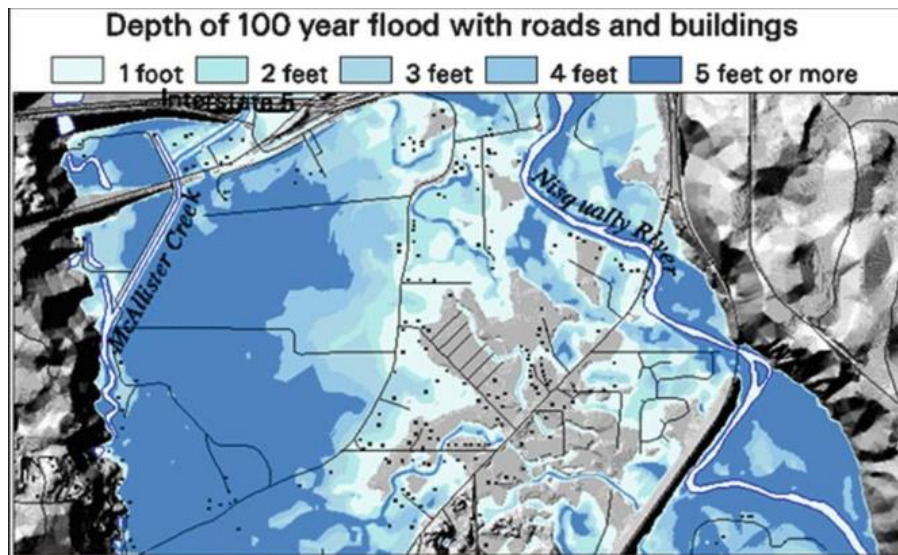 Depth of 100 year flood with roads and buildings
1 foot
2 feet
3 feet
4 feet
5 feet or more
Interstate 5
McAllister Creek
Nisqually River